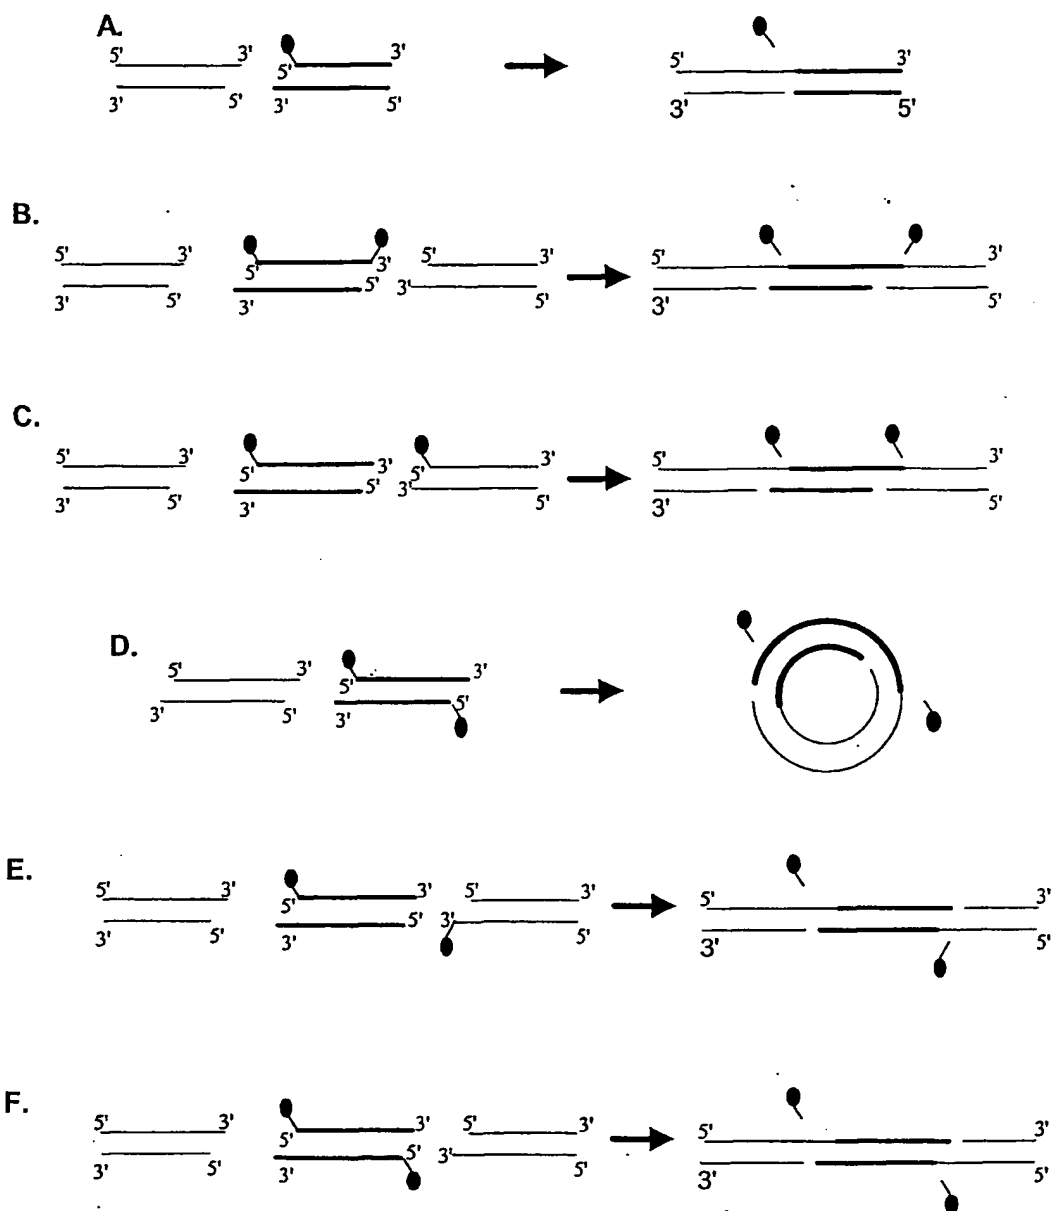 A.
5' 3' 5' 3' 5' 3'
3' 5' 3' 5' 3' 5'
B.
5' 3' 5' 3' 5' 3' 5' 3'
3' 5' 3' 5' 3' 5' 3' 5'
C.
5' 3' 5' 3' 5' 3' 5' 3'
3' 5' 3' 5' 3' 5' 3' 5'
D.
5' 3' 5' 3'
3' 5' 3' 5'
E.
5' 3' 5' 3' 5' 3' 5' 3'
3' 5' 3' 5' 3' 5' 3' 5'
F.
5' 3' 5' 3' 5' 3' 5' 3'
3' 5' 3' 5' 3' 5' 3' 5'